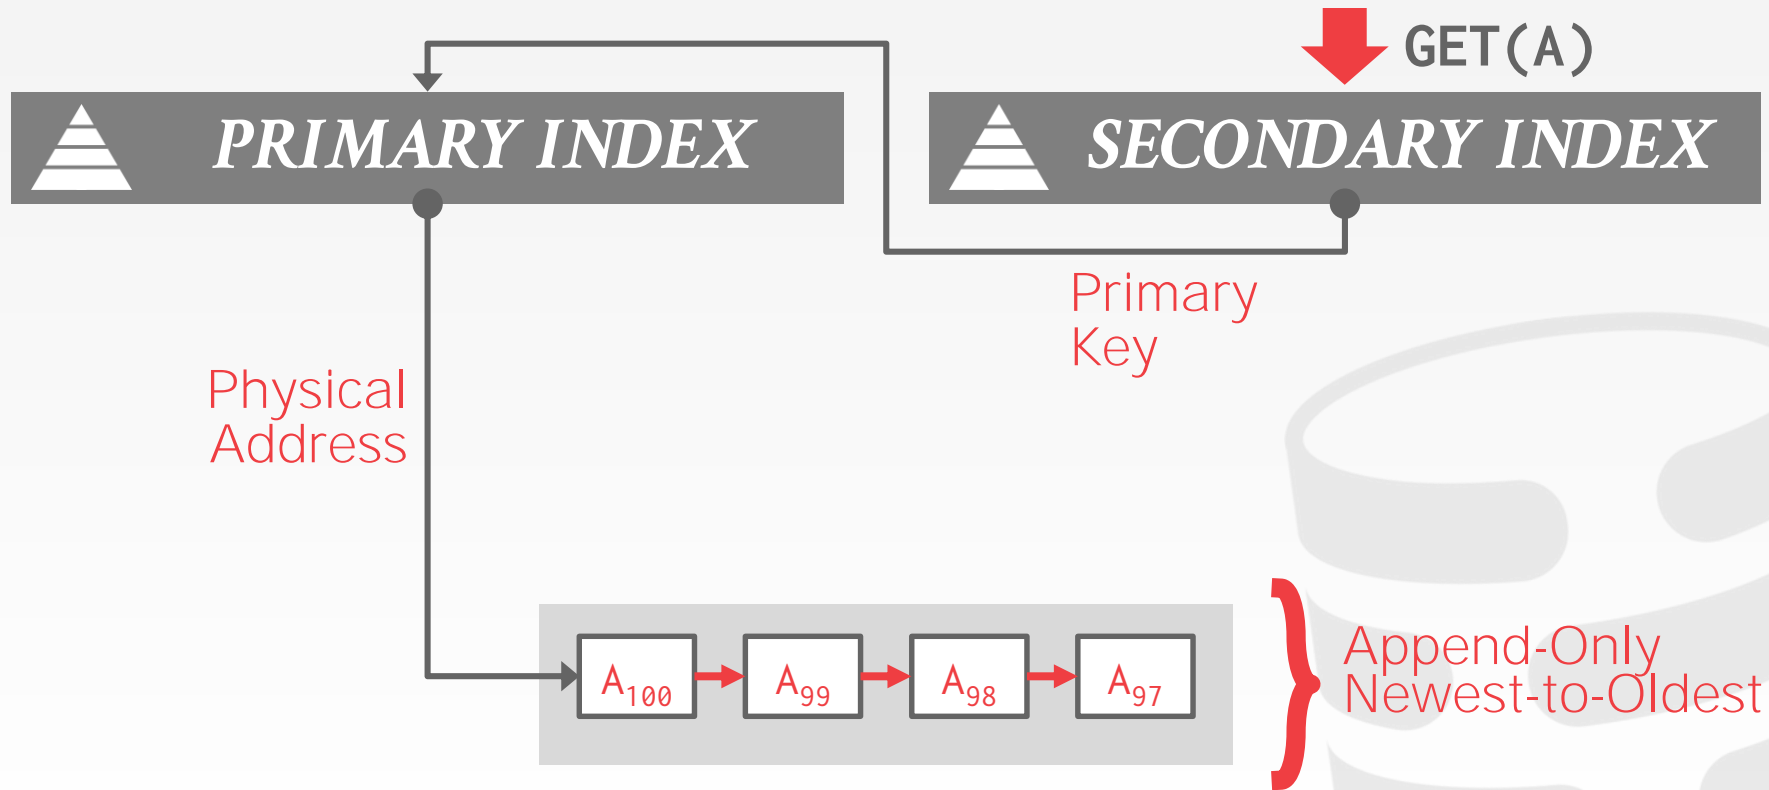 GET(A)
PRIMARY INDEX
SECONDARY INDEX
Primary
Key
Physical
Address
A100
A99
A98
A97
Append-Only
Newest-to-Oldest